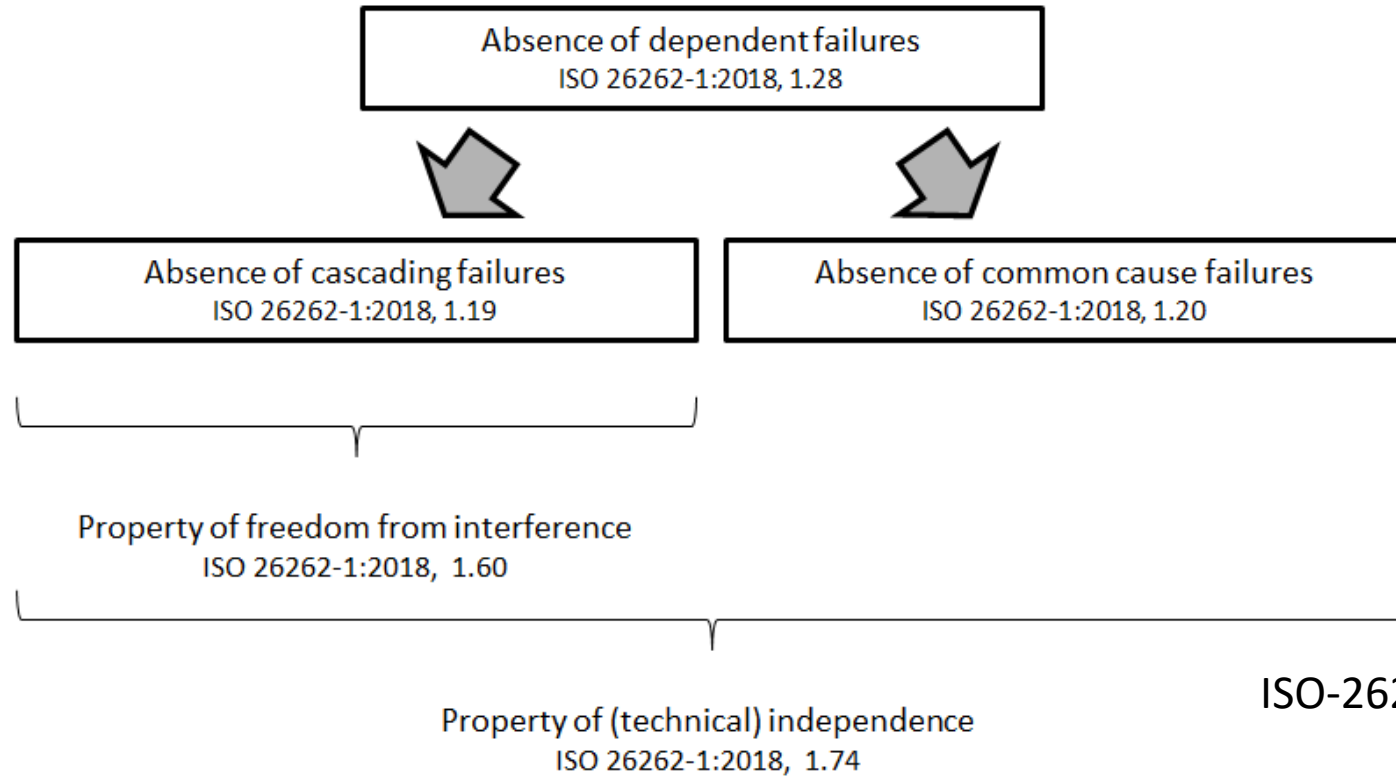 Absence of dependent failures
ISO 26262-1:2018, 1.28
Absence of cascading failures
ISO 26262-1:2018, 1.19
Absence of common cause failures
ISO 26262-1:2018, 1.20
Property of freedom from interference
ISO 26262-1:2018, 1.60
ISO-262
Property of (technical) independence
ISO 26262-1:2018, 1.74